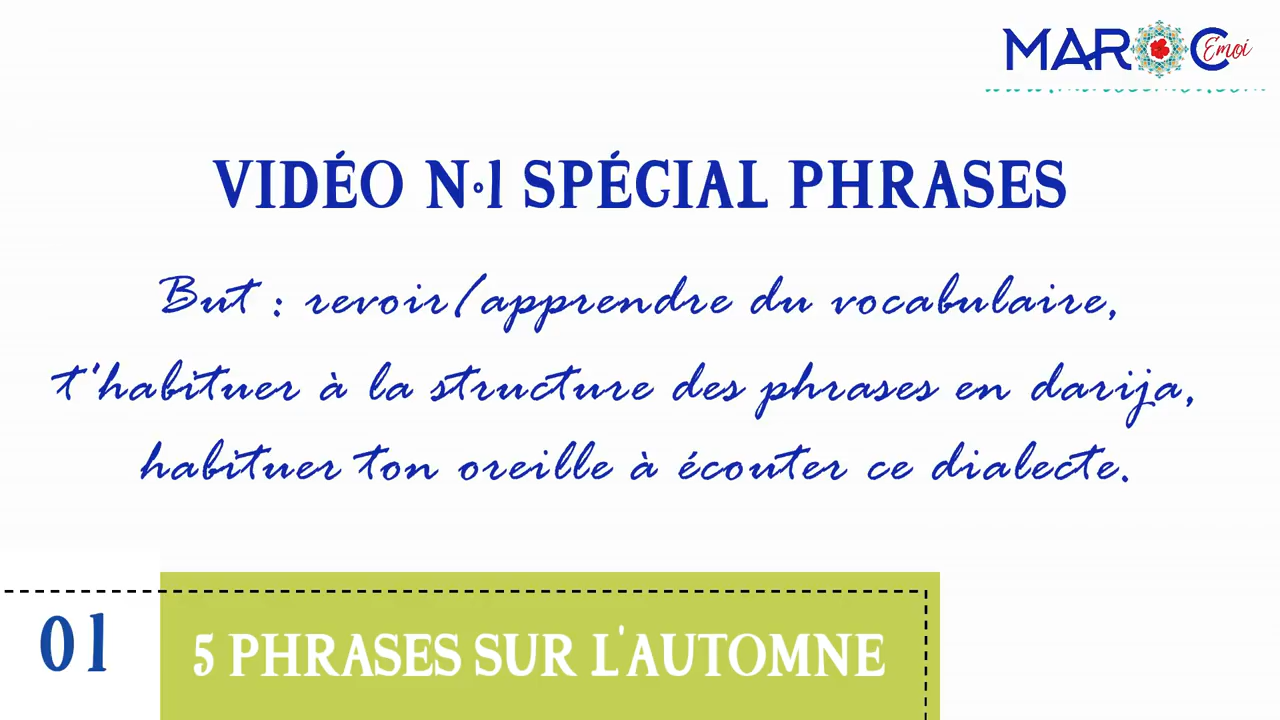 MAROC
Emoi
VIDÉO N°1 SPÉCIAL PHRASES
But : revoir/apprendre du vocabulaire,
t'habituer à la structure des phrases en darija,
habituer ton oreille à écouter ce dialecte.
01
5 PHRASES SUR L'AUTOMNE